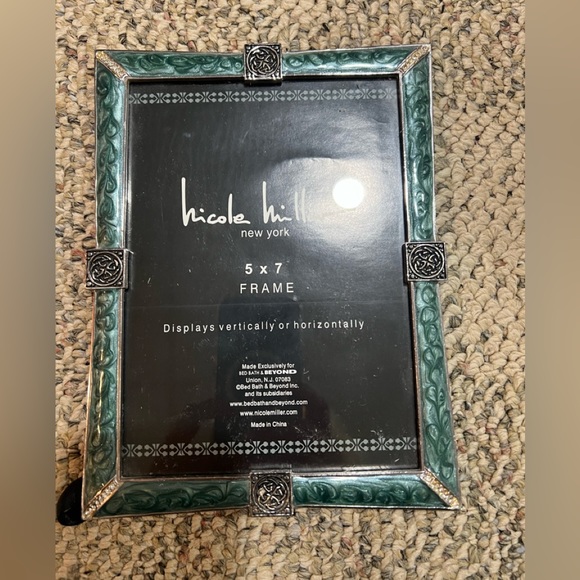 nicole mille
new york
5 x 7
FRAME
Displays vertically or horizontally
Made Exclusively for
BED BATH & BEYOND
Union, N.J. 07083
©Bed Bath & Beyond Inc.
and its subsidiaries
www.bedbathandbeyond.com
www.nicolemiller.com
Made in China